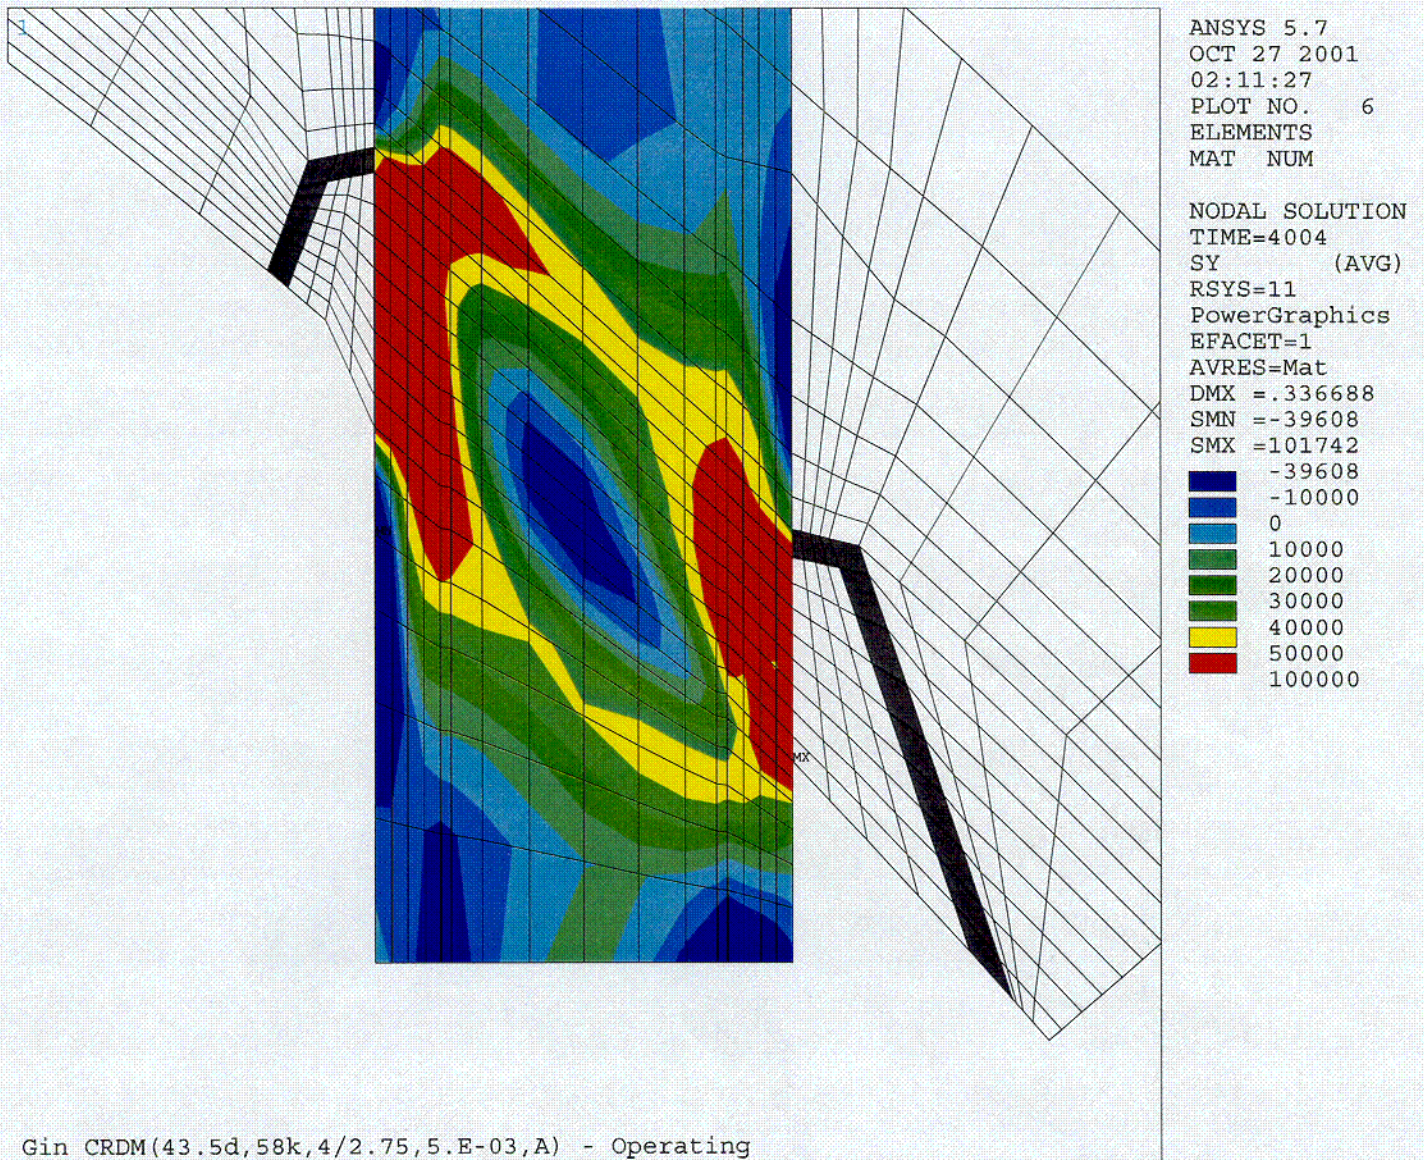 1
ANSYS 5.7
OCT 27 2001
02:11:27
PLOT NO. 6
ELEMENTS
MAT NUM
NODAL SOLUTION
TIME=4004
SY (AVG)
RSYS=11
PowerGraphics
EFACET=1
AVRES=Mat
DMX =.336688
SMN =-39608
SMX =101742
-39608
-10000
0
10000
20000
30000
40000
50000
100000
MX
Gin CRDM(43.5d,58k,4/2.75,5.E-03,A) - Operating